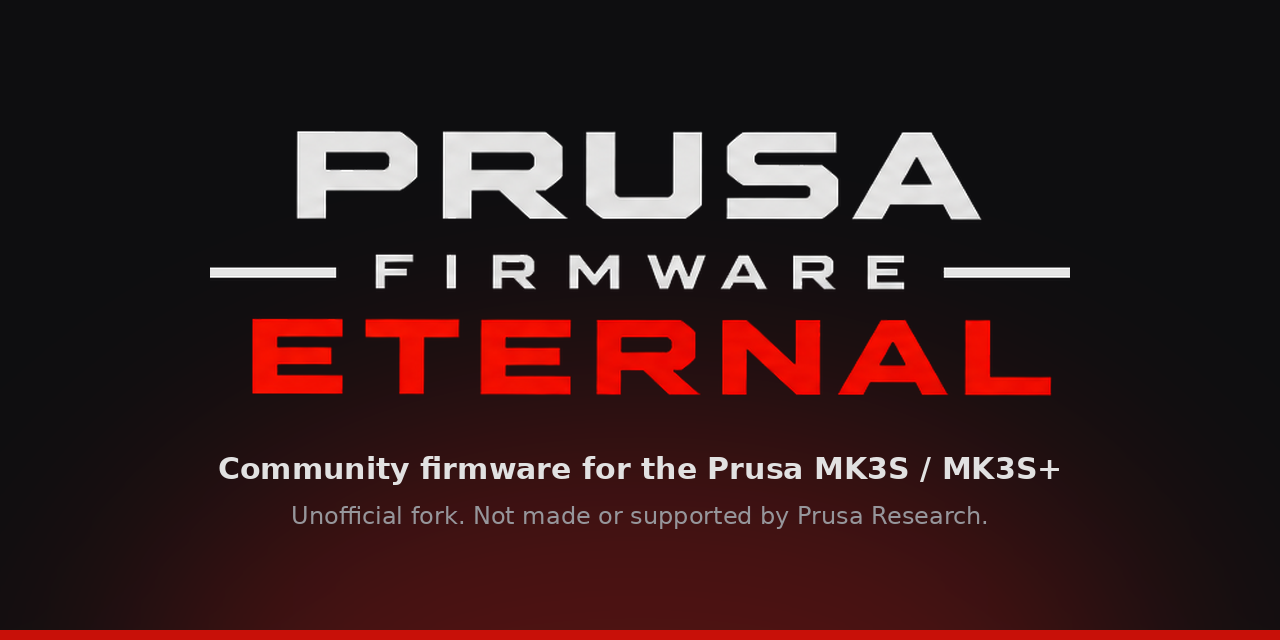 PRUSA
FIRMWARE
ETERNAL
Community firmware for the Prusa MK3S / MK3S+
Unofficial fork. Not made or supported by Prusa Research.